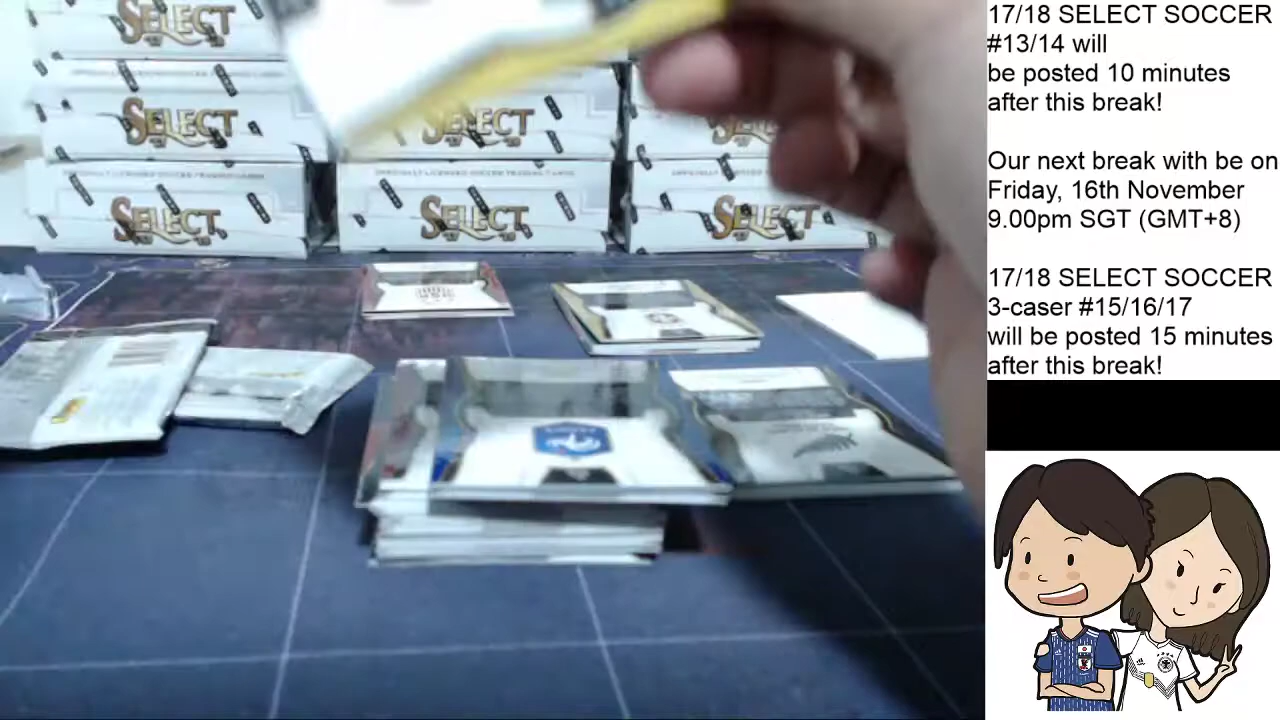 17/18 SELECT SOCCER
#13/14 will
be posted 10 minutes
after this break!
Our next break with be on
Friday, 16th November
9.00pm SGT (GMT+8)
17/18 SELECT SOCCER
3-caser #15/16/17
will be posted 15 minutes
after this break!
SELECT
SELECT
SELECT
SELECT
SELECT
SELECT